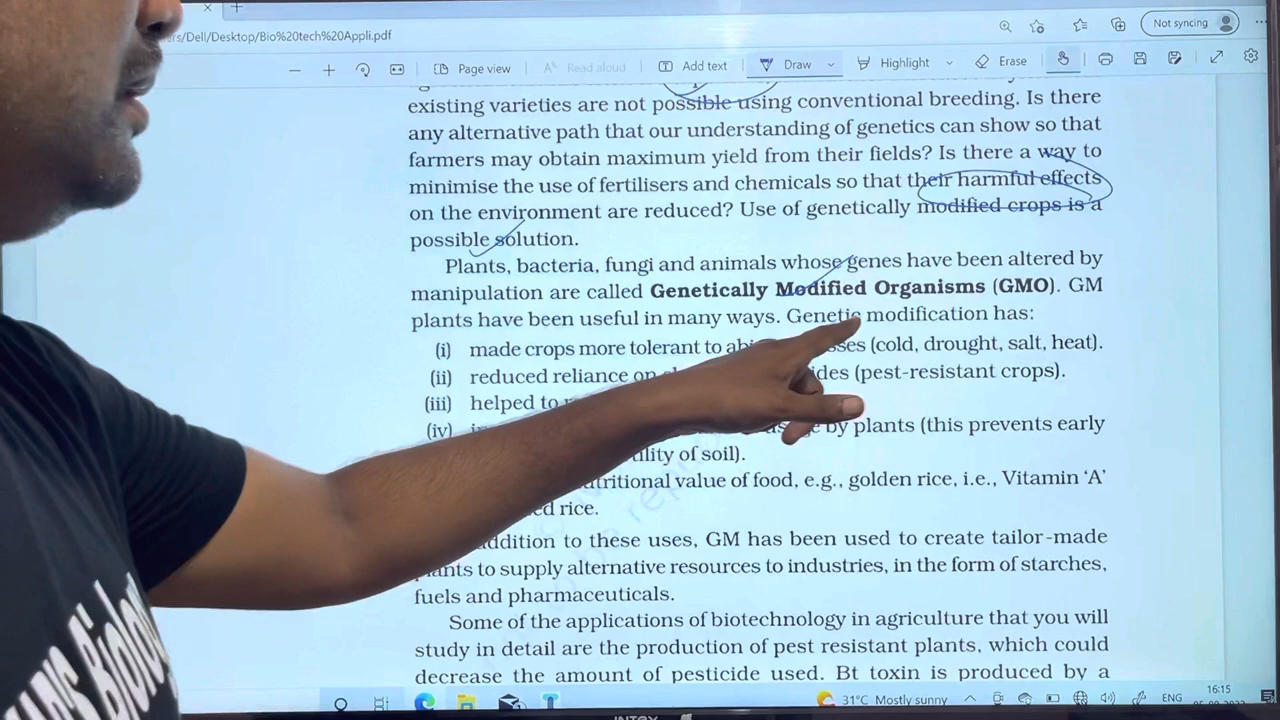 rs/Dell/Desktop/Bio%20tech%20Appli.pdf
Not syncing
Page view Read aloud Add text Draw Highlight Erase
existing varieties are not possible using conventional breeding. Is there
any alternative path that our understanding of genetics can show so that
farmers may obtain maximum yield from their fields? Is there a way to
minimise the use of fertilisers and chemicals so that their harmful effects
on the environment are reduced? Use of genetically modified crops is a
possible solution.
Plants, bacteria, fungi and animals whose genes have been altered by
manipulation are called Genetically Modified Organisms (GMO). GM
plants have been useful in many ways. Genetic modification has:
(i) made crops more tolerant to (cold, drought, salt, heat).
(ii) reduced reliance on (pest-resistant crops).
(iii) helped to
(iv) by plants (this prevents early
of soil).
value of food, e.g., golden rice, i.e., Vitamin ‘A’
rice.
to these uses, GM has been used to create tailor-made
to supply alternative resources to industries, in the form of starches,
fuels and pharmaceuticals.
Some of the applications of biotechnology in agriculture that you will
study in detail are the production of pest resistant plants, which could
decrease the amount of pesticide used. Bt toxin is produced by a
31°C Mostly sunny ENG 16:15
Biology